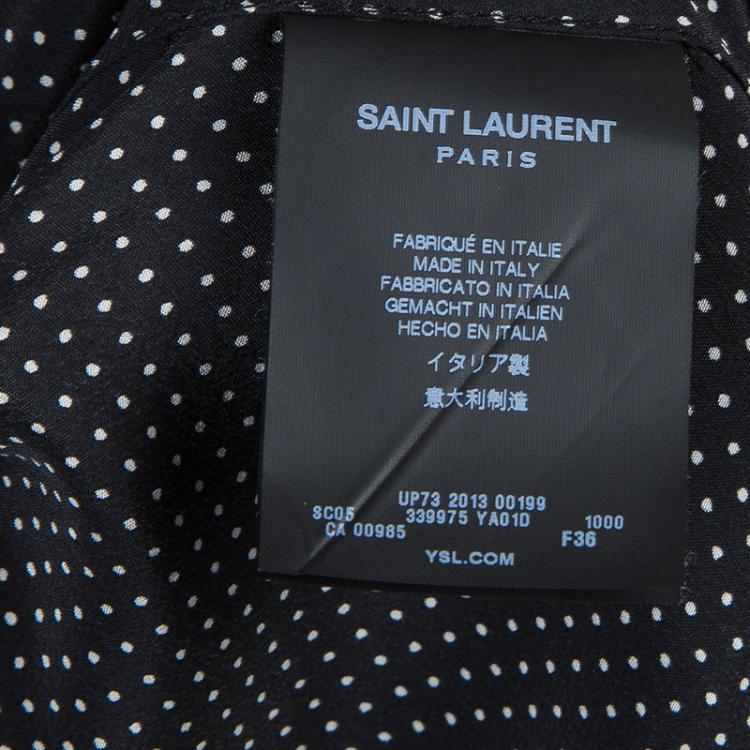 SAINT LAURENT
PARIS
FABRIQUÉ EN ITALIE
MADE IN ITALY
FABBRICATO IN ITALIA
GEMACHT IN ITALIEN
HECHO EN ITALIA
イタリア製
意大利制造
UP73 2013 00199
SC05 339975 YA01D 1000
CA 00985 F36
YSL.COM